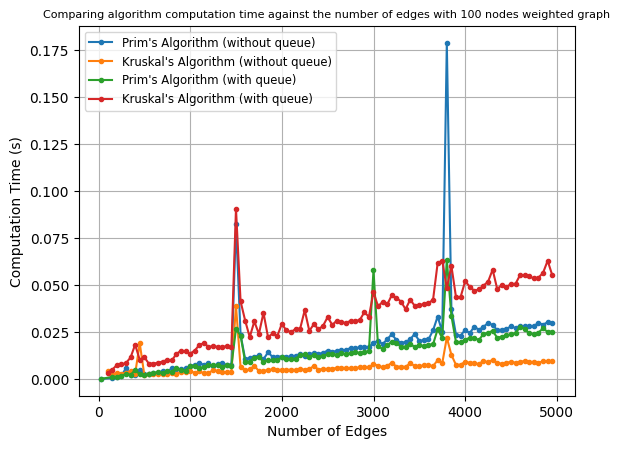 Comparing algorithm computation time against the number of edges with 100 nodes weighted graph
Prim's Algorithm (without queue)
Kruskal's Algorithm (without queue)
Prim's Algorithm (with queue)
Kruskal's Algorithm (with queue)
Computation Time (s)
0.175
0.150
0.125
0.100
0.075
0.050
0.025
0.000
0 1000 2000 3000 4000 5000
Number of Edges